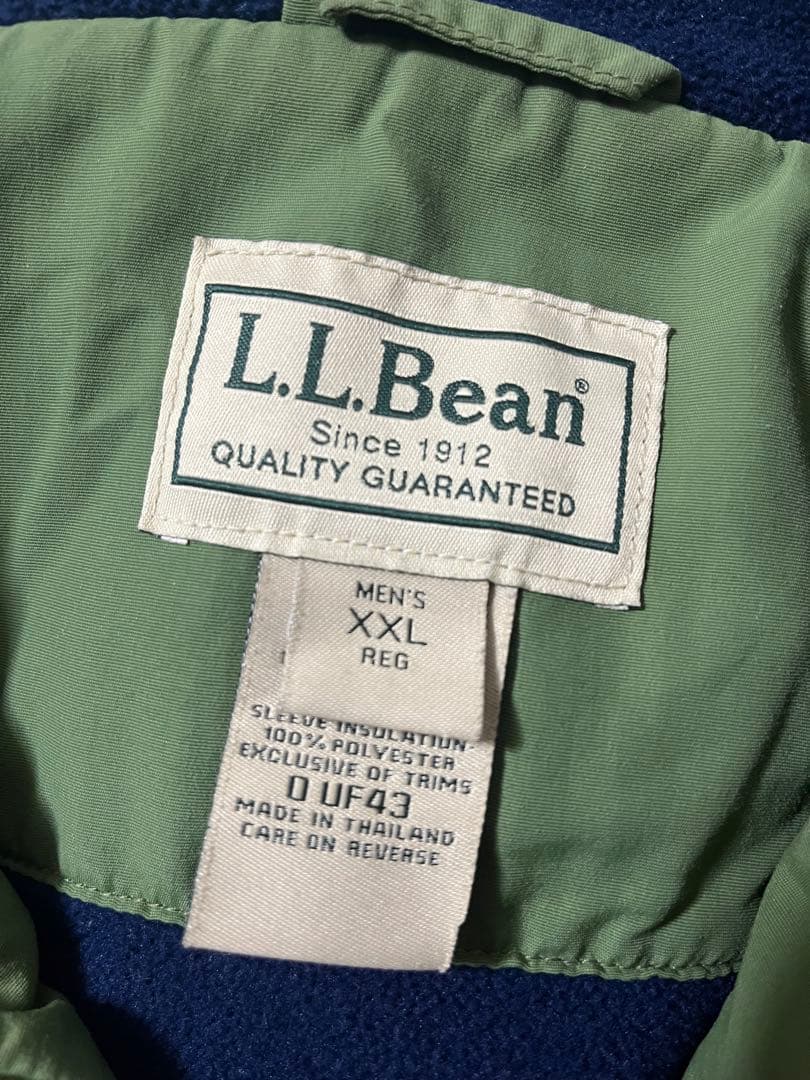 L.L.Bean®
Since 1912
QUALITY GUARANTEED
MEN'S
XXL
REG
SLEEVE INSULATION-
100% POLYESTER
EXCLUSIVE OF TRIMS
0 UF43
MADE IN THAILAND
CARE ON REVERSE